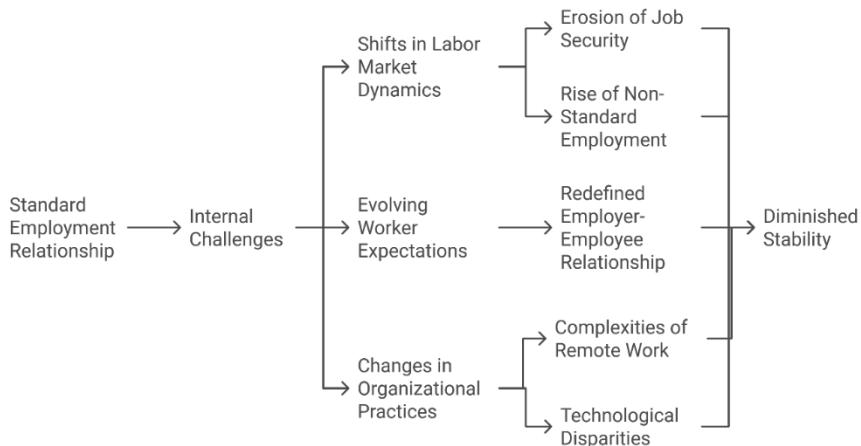 Standard
Employment
Relationship
Internal
Challenges
Shifts in Labor
Market
Dynamics
Evolving
Worker
Expectations
Changes in
Organizational
Practices
Erosion of Job
Security
Rise of Non-
Standard
Employment
Redefined
Employer-
Employee
Relationship
Complexities of
Remote Work
Technological
Disparities
Diminished
Stability